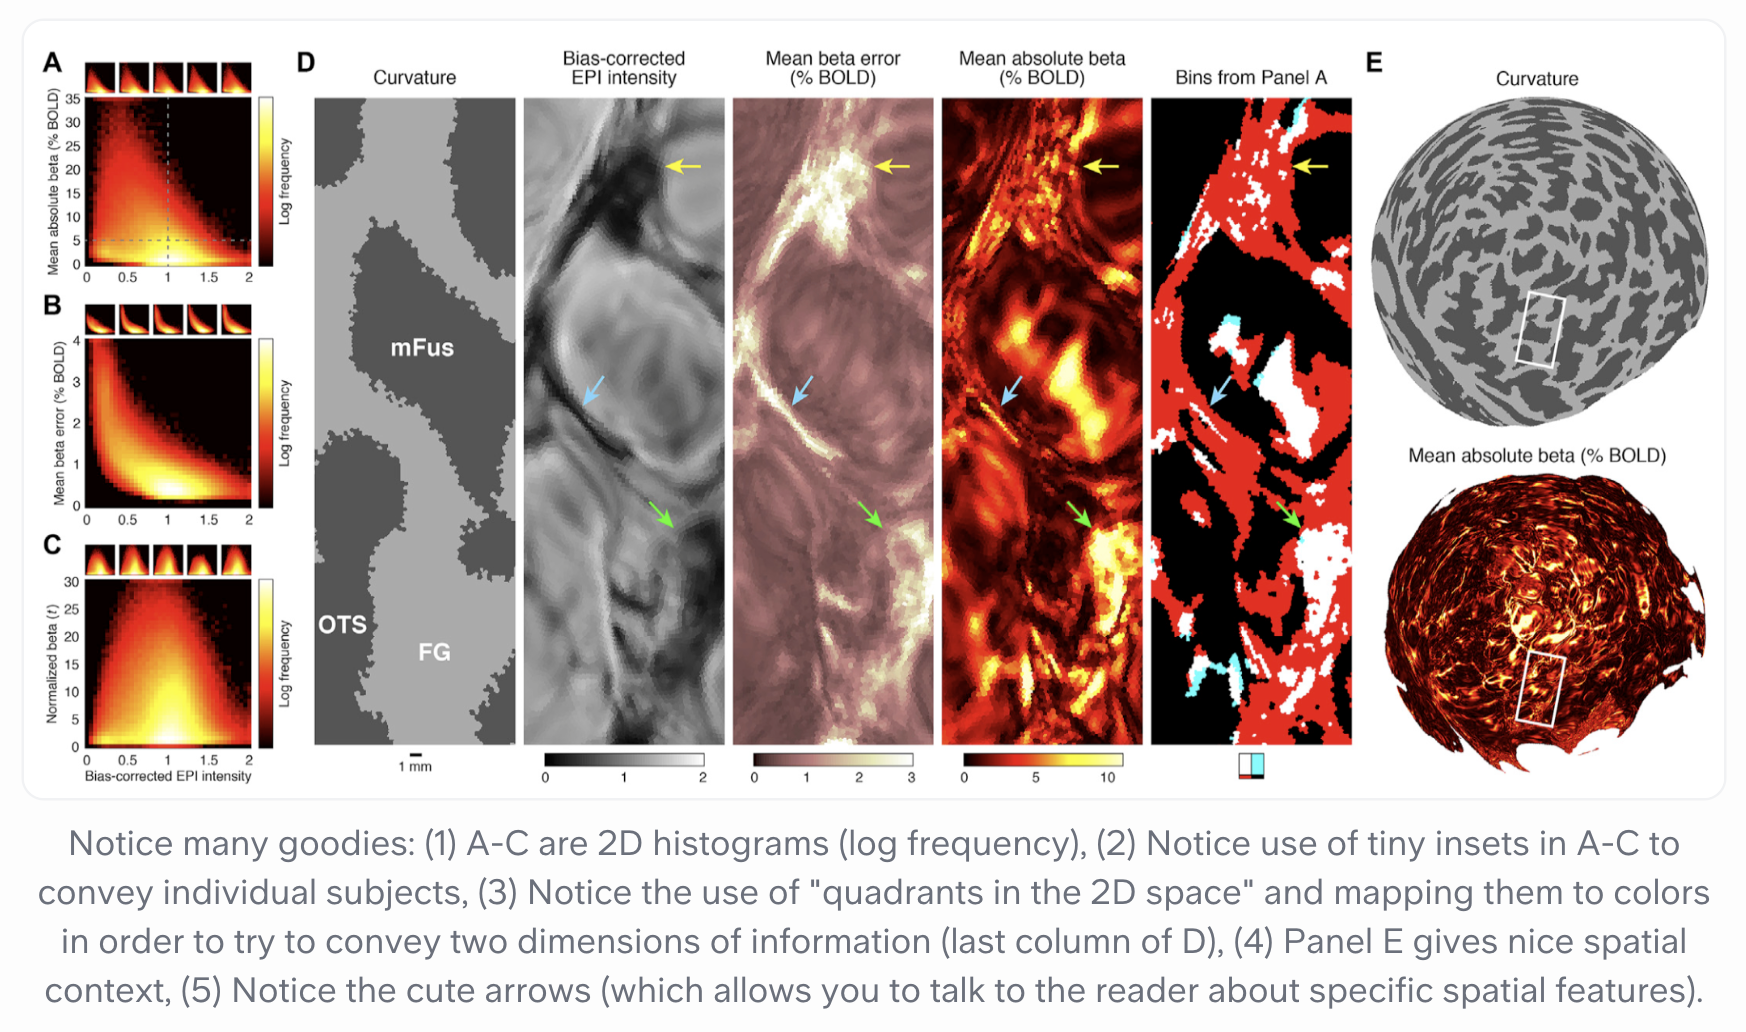 A
Mean absolute beta (% BOLD)
35
30
25
20
15
10
5
0
0 0.5 1 1.5 2
Log frequency
B
Mean beta error (% BOLD)
4
3
2
1
0
0 0.5 1 1.5 2
Log frequency
C
Normalized beta (t)
30
25
20
15
10
5
0
0 0.5 1 1.5 2
Bias-corrected EPI intensity
Log frequency
D
Curvature
mFus
OTS
FG
1 mm
Bias-corrected
EPI intensity
0 1 2
Mean beta error
(% BOLD)
0 1 2 3
Mean absolute beta
(% BOLD)
0 5 10
Bins from Panel A
E
Curvature
Mean absolute beta (% BOLD)
Notice many goodies: (1) A-C are 2D histograms (log frequency), (2) Notice use of tiny insets in A-C to
convey individual subjects, (3) Notice the use of "quadrants in the 2D space" and mapping them to colors
in order to try to convey two dimensions of information (last column of D), (4) Panel E gives nice spatial
context, (5) Notice the cute arrows (which allows you to talk to the reader about specific spatial features).